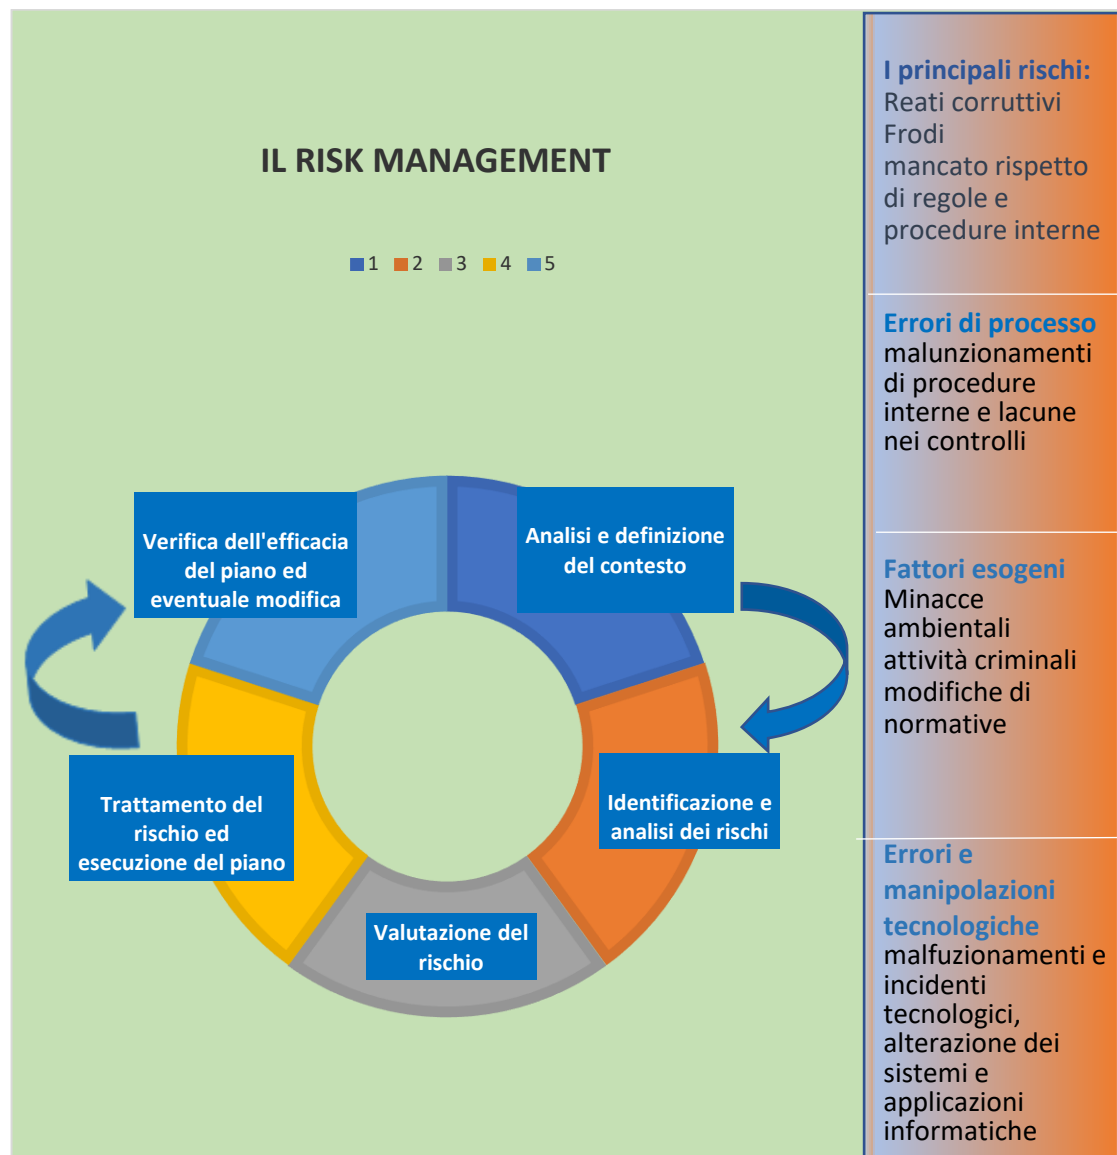 IL RISK MANAGEMENT
1 2 3 4 5
Analisi e definizione
del contesto
Identificazione e
analisi dei rischi
Valutazione del
rischio
Trattamento del
rischio ed
esecuzione del piano
Verifica dell'efficacia
del piano ed
eventuale modifica
I principali rischi:
Reati corruttivi
Frodi
mancato rispetto
di regole e
procedure interne
Errori di processo
malunzionamenti
di procedure
interne e lacune
nei controlli
Fattori esogeni
Minacce
ambientali
attività criminali
modifiche di
normative
Errori e
manipolazioni
tecnologiche
malfuzionamenti e
incidenti
tecnologici,
alterazione dei
sistemi e
applicazioni
informatiche